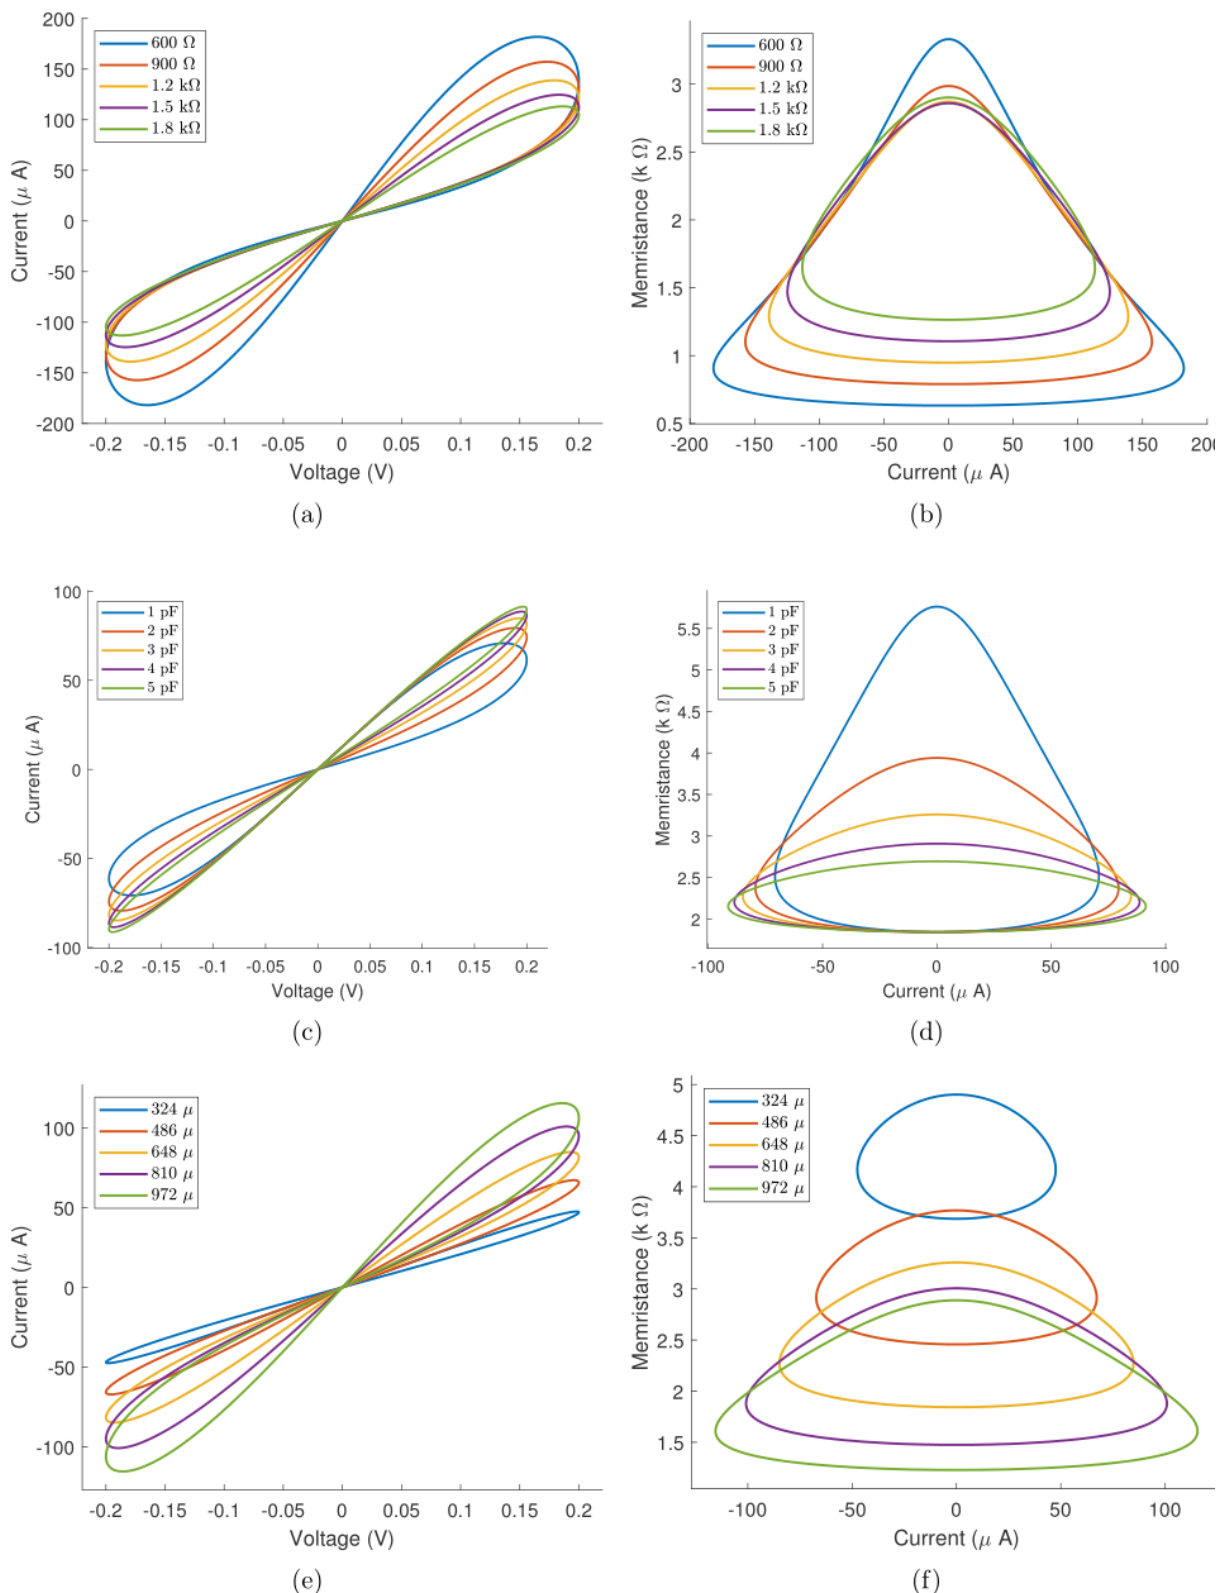 200
150
100
50
0
-50
-100
-150
-200
600 Ω
900 Ω
1.2 kΩ
1.5 kΩ
1.8 kΩ
Current (μ A)
-0.2 -0.15 -0.1 -0.05 0 0.05 0.1 0.15 0.2
Voltage (V)
(a)
3
2.5
2
1.5
1
0.5
600 Ω
900 Ω
1.2 kΩ
1.5 kΩ
1.8 kΩ
Memristance (k Ω)
-200 -150 -100 -50 0 50 100 150 200
Current (μ A)
(b)
100
50
0
-50
-100
1 pF
2 pF
3 pF
4 pF
5 pF
Current (μ A)
-0.2 -0.15 -0.1 -0.05 0 0.05 0.1 0.15 0.2
Voltage (V)
(c)
5.5
5
4.5
4
3.5
3
2.5
2
1 pF
2 pF
3 pF
4 pF
5 pF
Memristance (k Ω)
-100 -50 0 50 100
Current (μ A)
(d)
100
50
0
-50
-100
324 μ
486 μ
648 μ
810 μ
972 μ
Current (μ A)
-0.2 -0.15 -0.1 -0.05 0 0.05 0.1 0.15 0.2
Voltage (V)
(e)
5
4.5
4
3.5
3
2.5
2
1.5
324 μ
486 μ
648 μ
810 μ
972 μ
Memristance (k Ω)
-100 -50 0 50 100
Current (μ A)
(f)